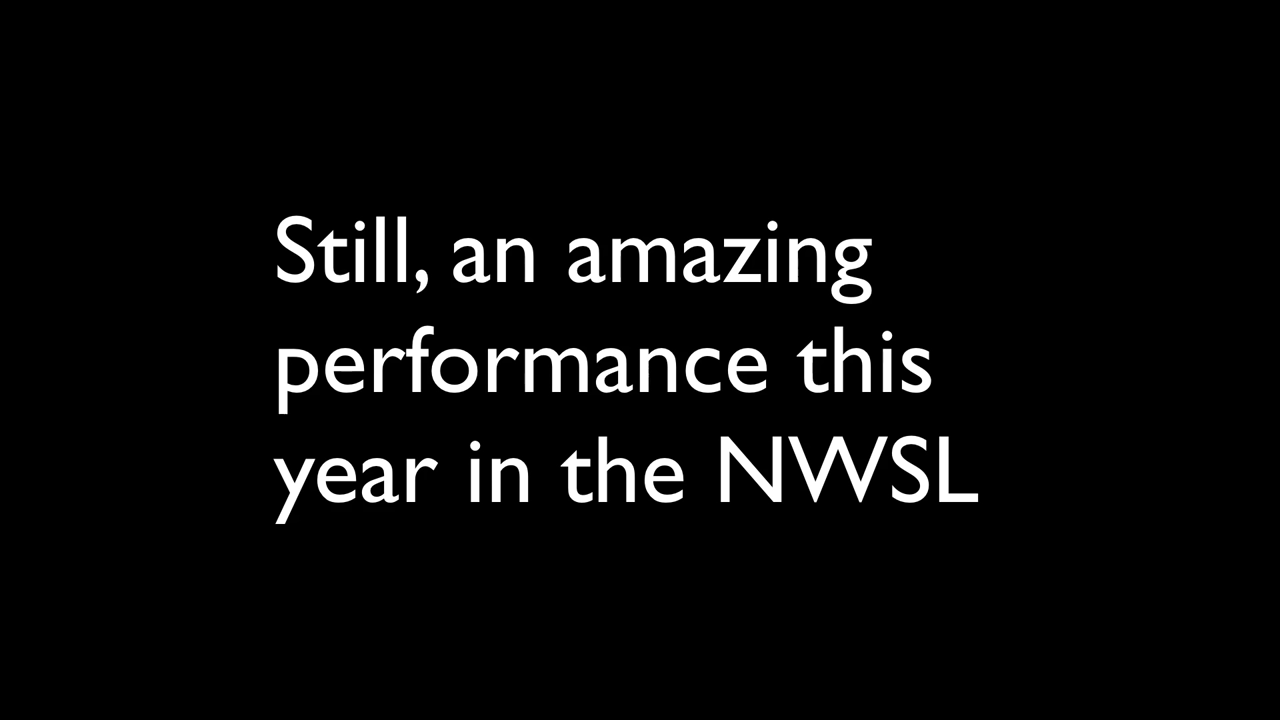 Still, an amazing
performance this
year in the NWSL